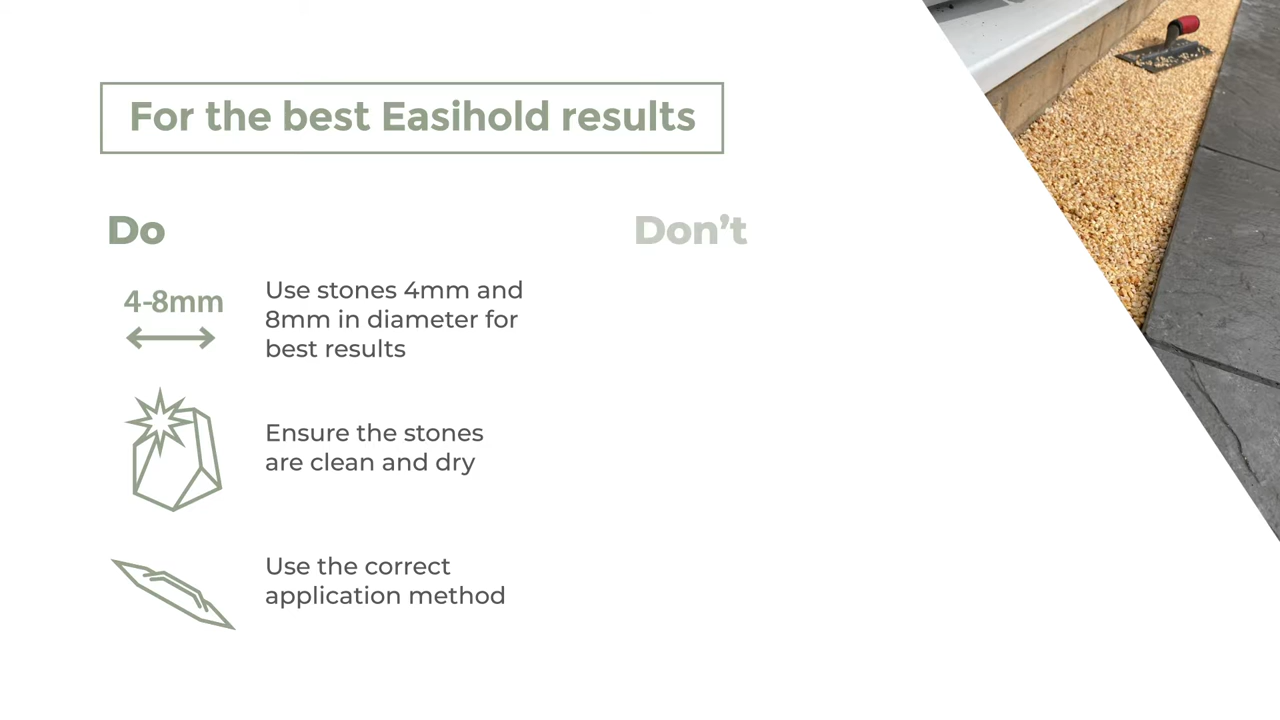 For the best Easihold results
Do
Don’t
4-8mm
Use stones 4mm and
8mm in diameter for
best results
Ensure the stones
are clean and dry
Use the correct
application method